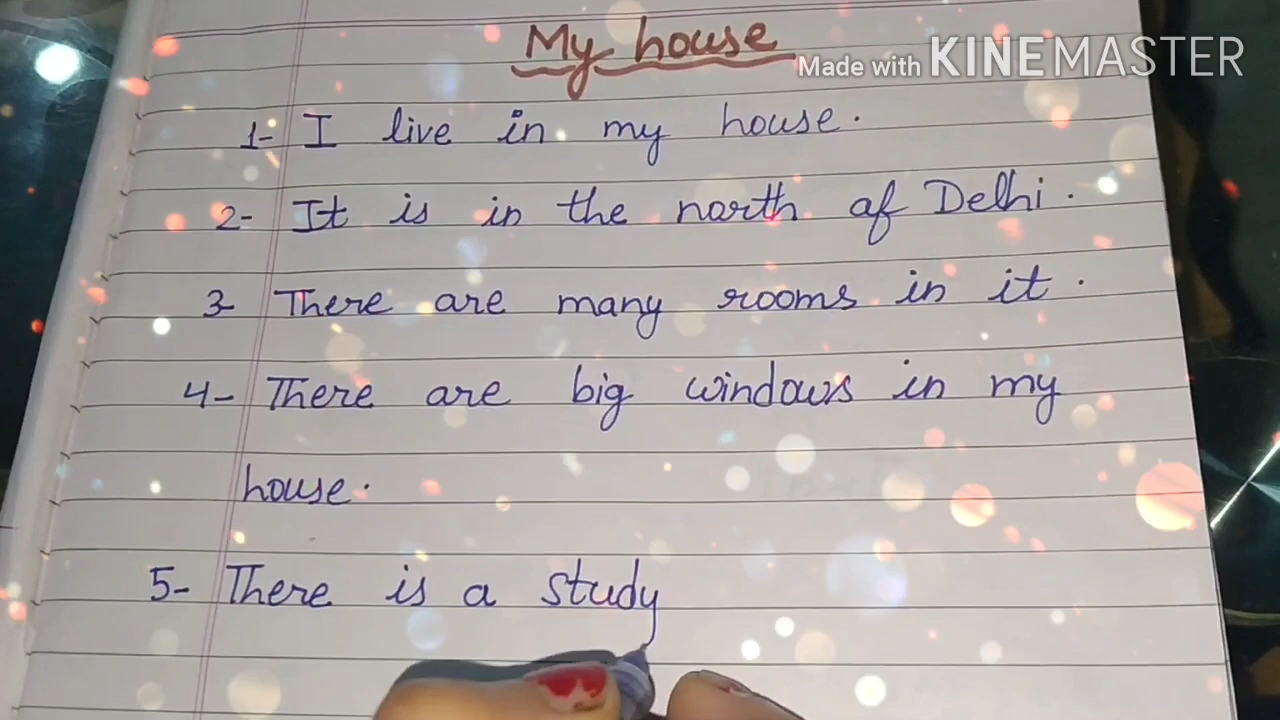 My house
Made with KINEMASTER
1- I live in my house.
2- It is in the north of Delhi.
3- There are many rooms in it.
4- There are big windows in my
house.
5- There is a study